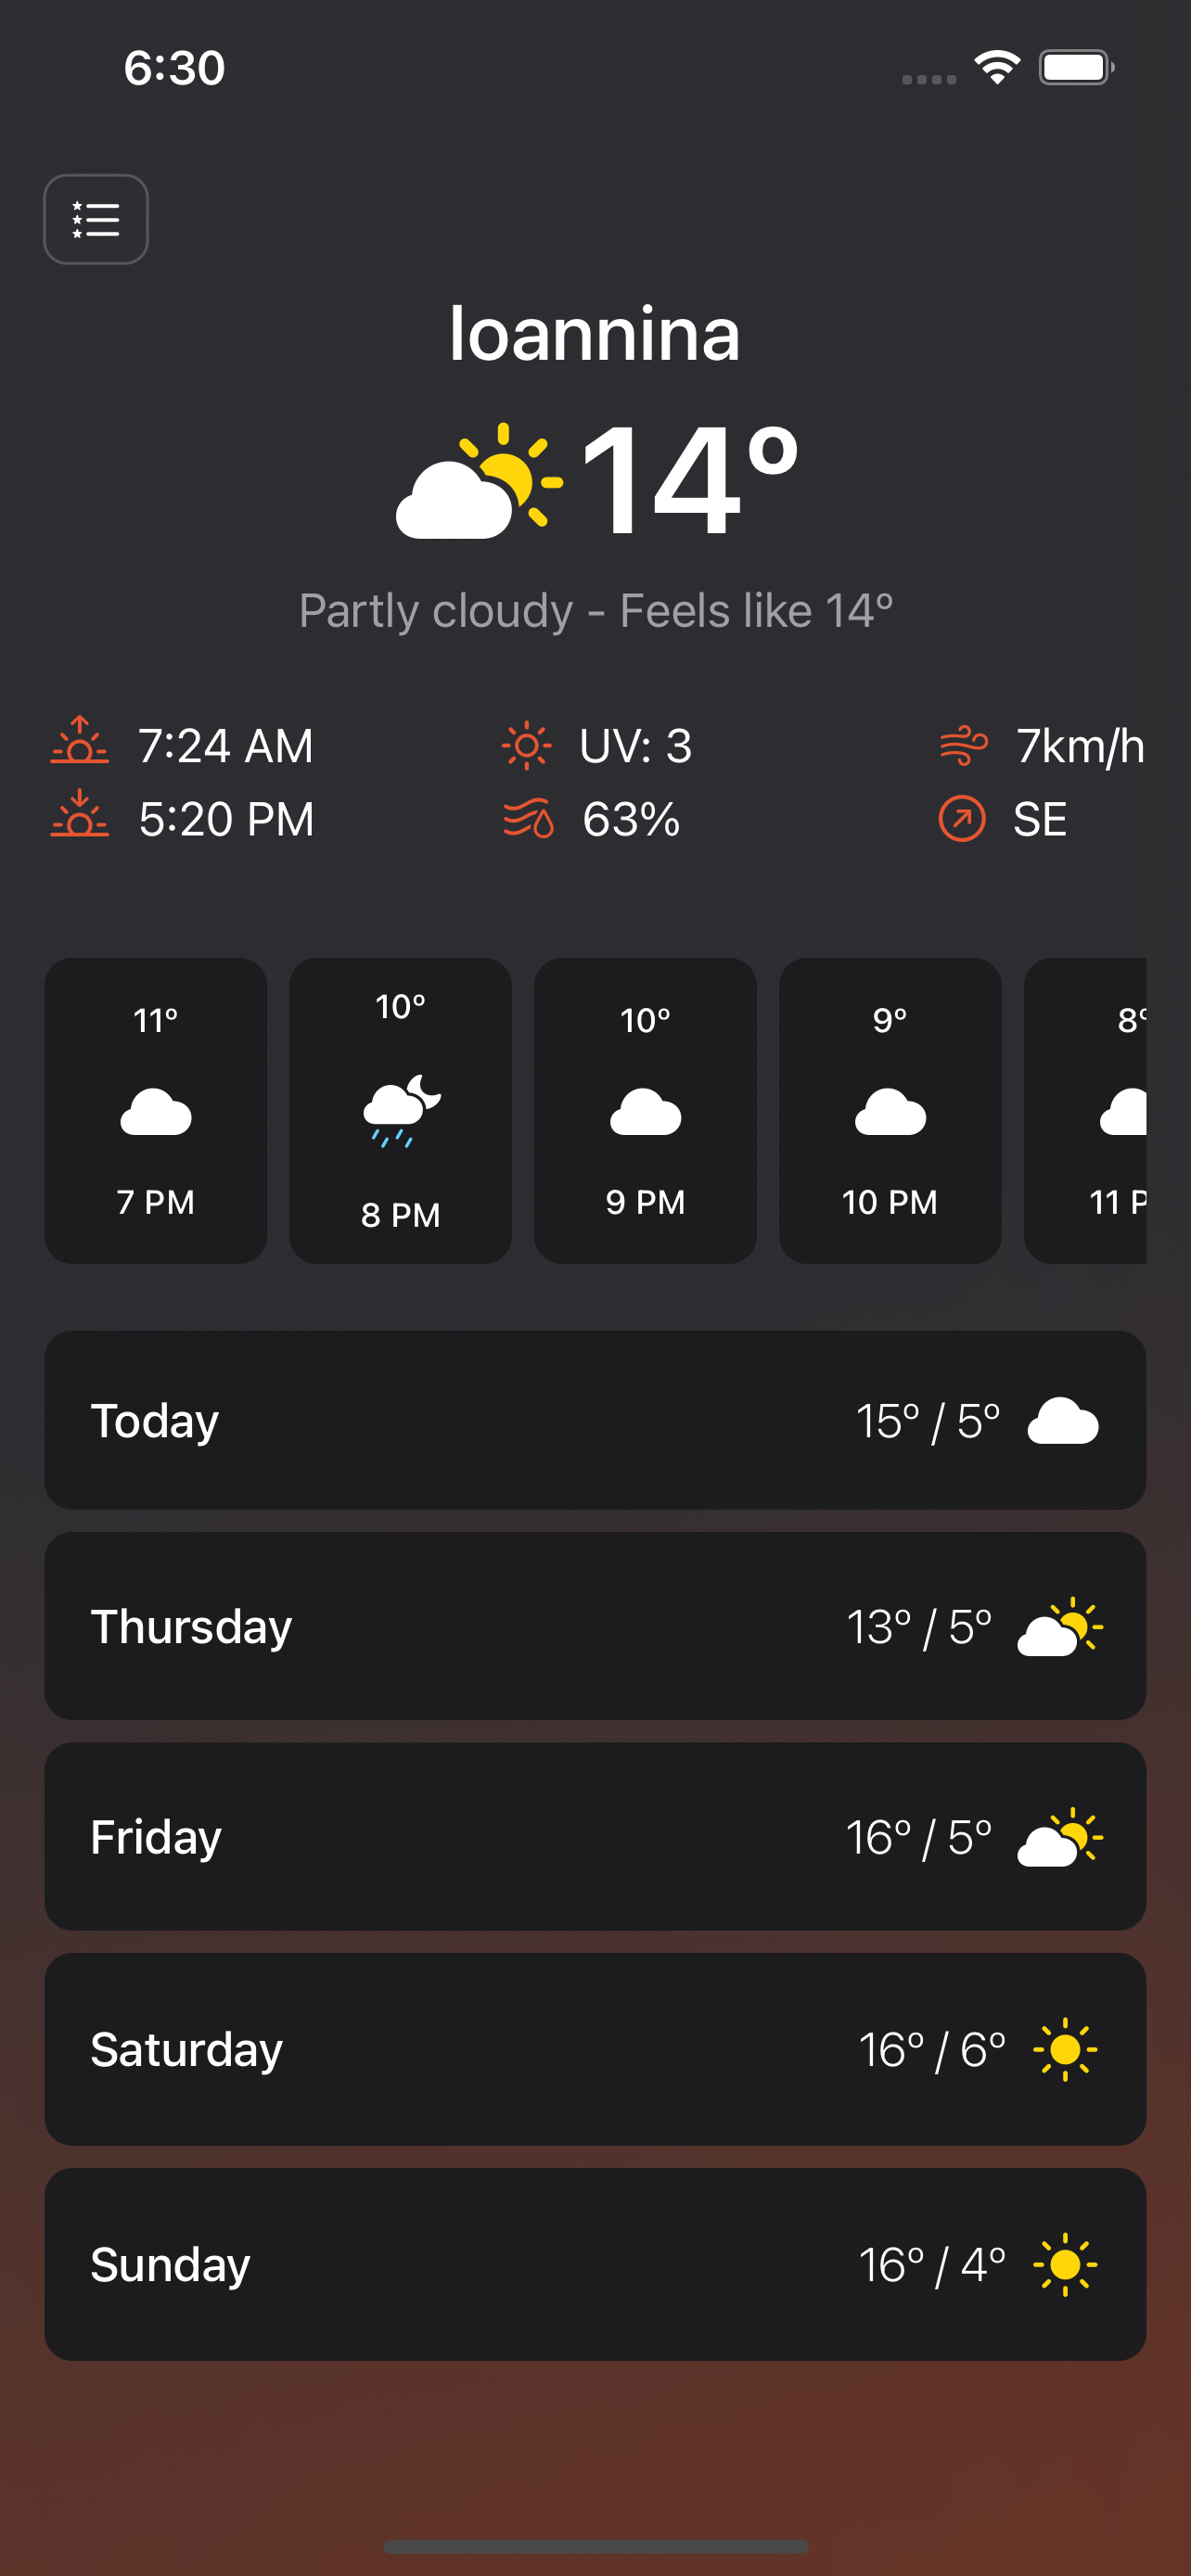 6:30
Ioannina
14°
Partly cloudy - Feels like 14°
7:24 AM UV: 3 7km/h
5:20 PM 63% SE
11° 10° 10° 9° 8°
7 PM 8 PM 9 PM 10 PM 11 P
Today 15° / 5°
Thursday 13° / 5°
Friday 16° / 5°
Saturday 16° / 6°
Sunday 16° / 4°